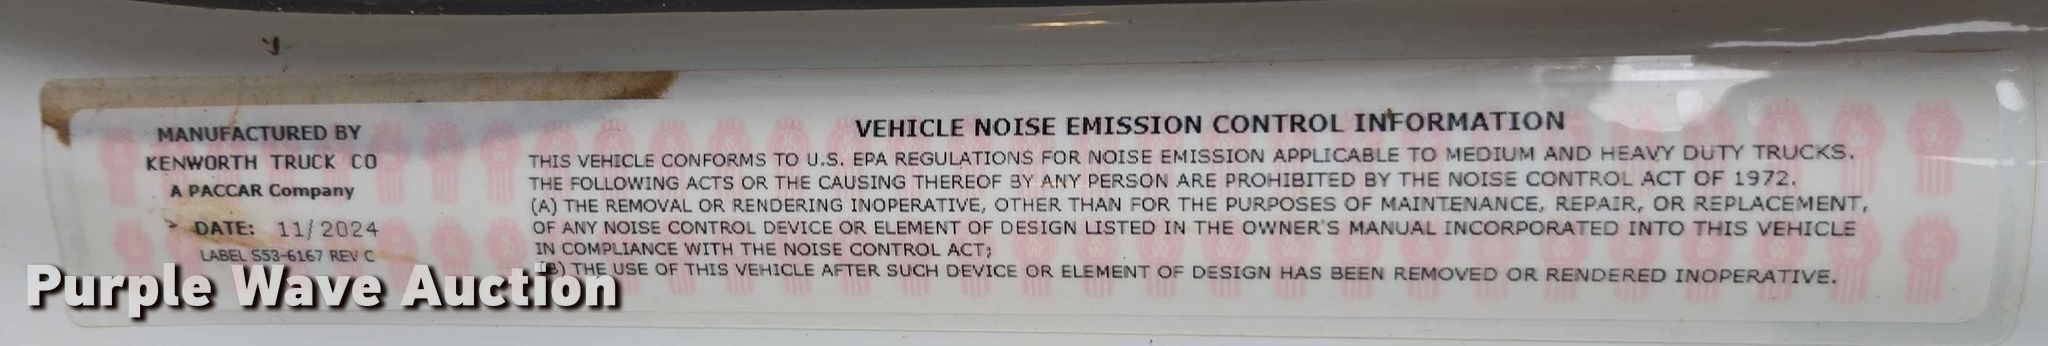 MANUFACTURED BY
KENWORTH TRUCK CO
A PACCAR Company
DATE: 11/2024
LABEL S53-6167 REV C
VEHICLE NOISE EMISSION CONTROL INFORMATION
THIS VEHICLE CONFORMS TO U.S. EPA REGULATIONS FOR NOISE EMISSION APPLICABLE TO MEDIUM AND HEAVY DUTY TRUCKS.
THE FOLLOWING ACTS OR THE CAUSING THEREOF BY ANY PERSON ARE PROHIBITED BY THE NOISE CONTROL ACT OF 1972.
(A) THE REMOVAL OR RENDERING INOPERATIVE, OTHER THAN FOR THE PURPOSES OF MAINTENANCE, REPAIR, OR REPLACEMENT,
OF ANY NOISE CONTROL DEVICE OR ELEMENT OF DESIGN LISTED IN THE OWNER'S MANUAL INCORPORATED INTO THIS VEHICLE
IN COMPLIANCE WITH THE NOISE CONTROL ACT;
(B) THE USE OF THIS VEHICLE AFTER SUCH DEVICE OR ELEMENT OF DESIGN HAS BEEN REMOVED OR RENDERED INOPERATIVE.
Purple Wave Auction